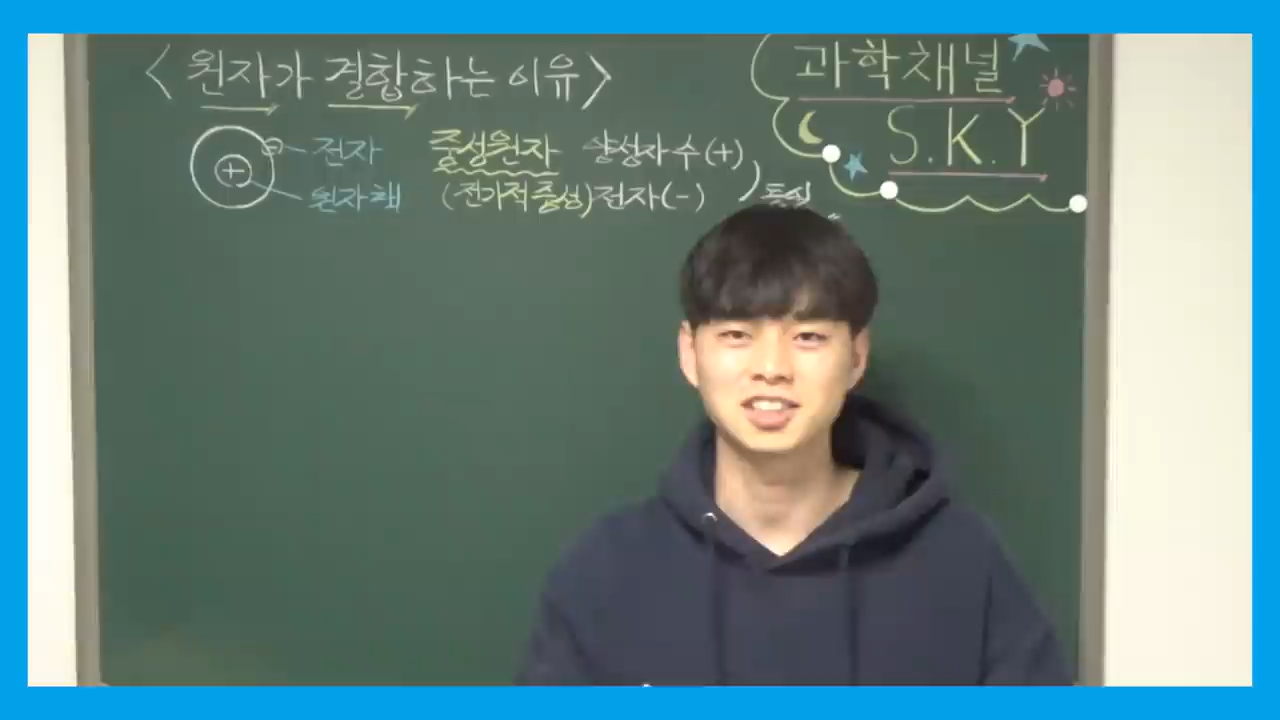 <원자가 결합하는 이유>
과학채널
S.K.Y
전자
원자핵
중성원자
(전기적중성)
양성자 수 (+)
전자 (-)
+
-